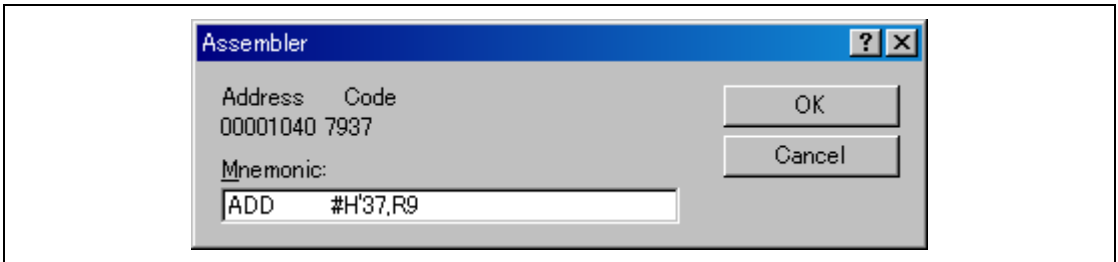 Assembler
Address Code
00001040 7937
Mnemonic:
ADD #H'37,R9
OK
Cancel